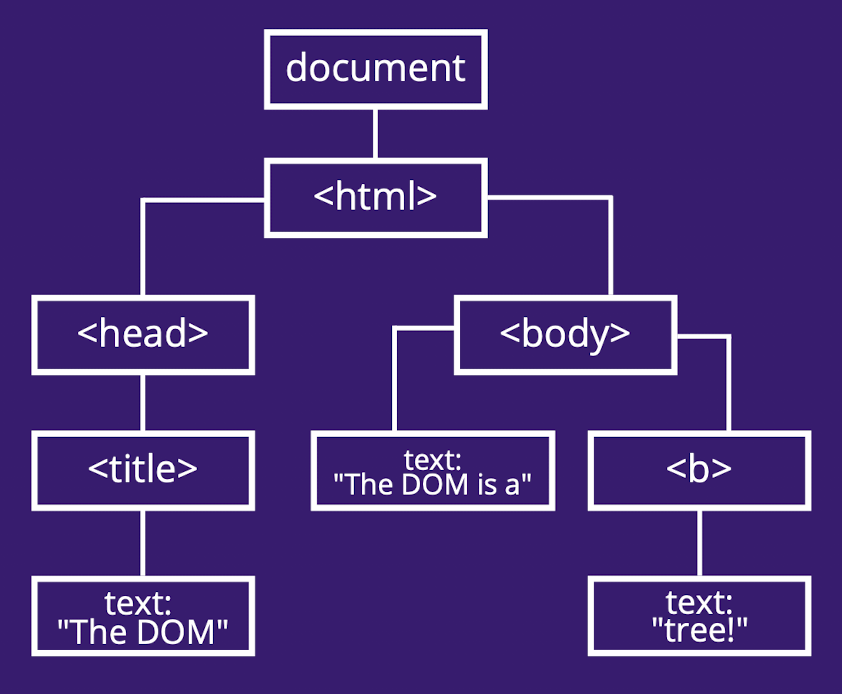 document
<html>
<head>
<body>
<title>
text:
"The DOM is a"
<b>
text:
"The DOM"
text:
"tree!"